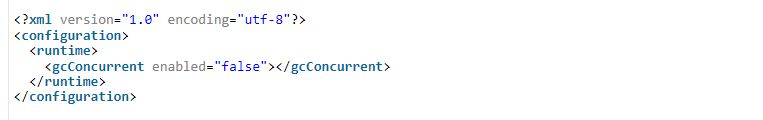 <?xml version="1.0" encoding="utf-8"?>
<configuration>
  <runtime>
    <gcConcurrent enabled="false"></gcConcurrent>
  </runtime>
</configuration>